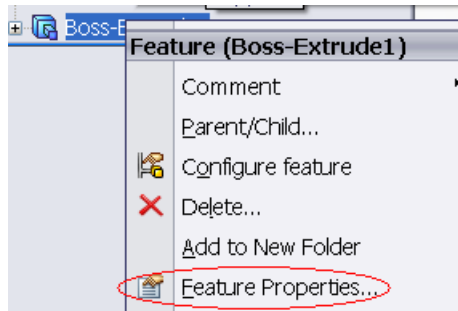 Boss-E
Feature (Boss-Extrude1)
Comment
Parent/Child...
Configure feature
Delete...
Add to New Folder
Feature Properties...